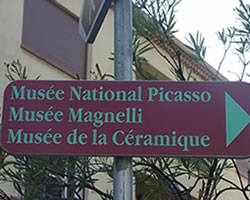 Musée National Picasso
Musée Magnelli
Musée de la Céramique